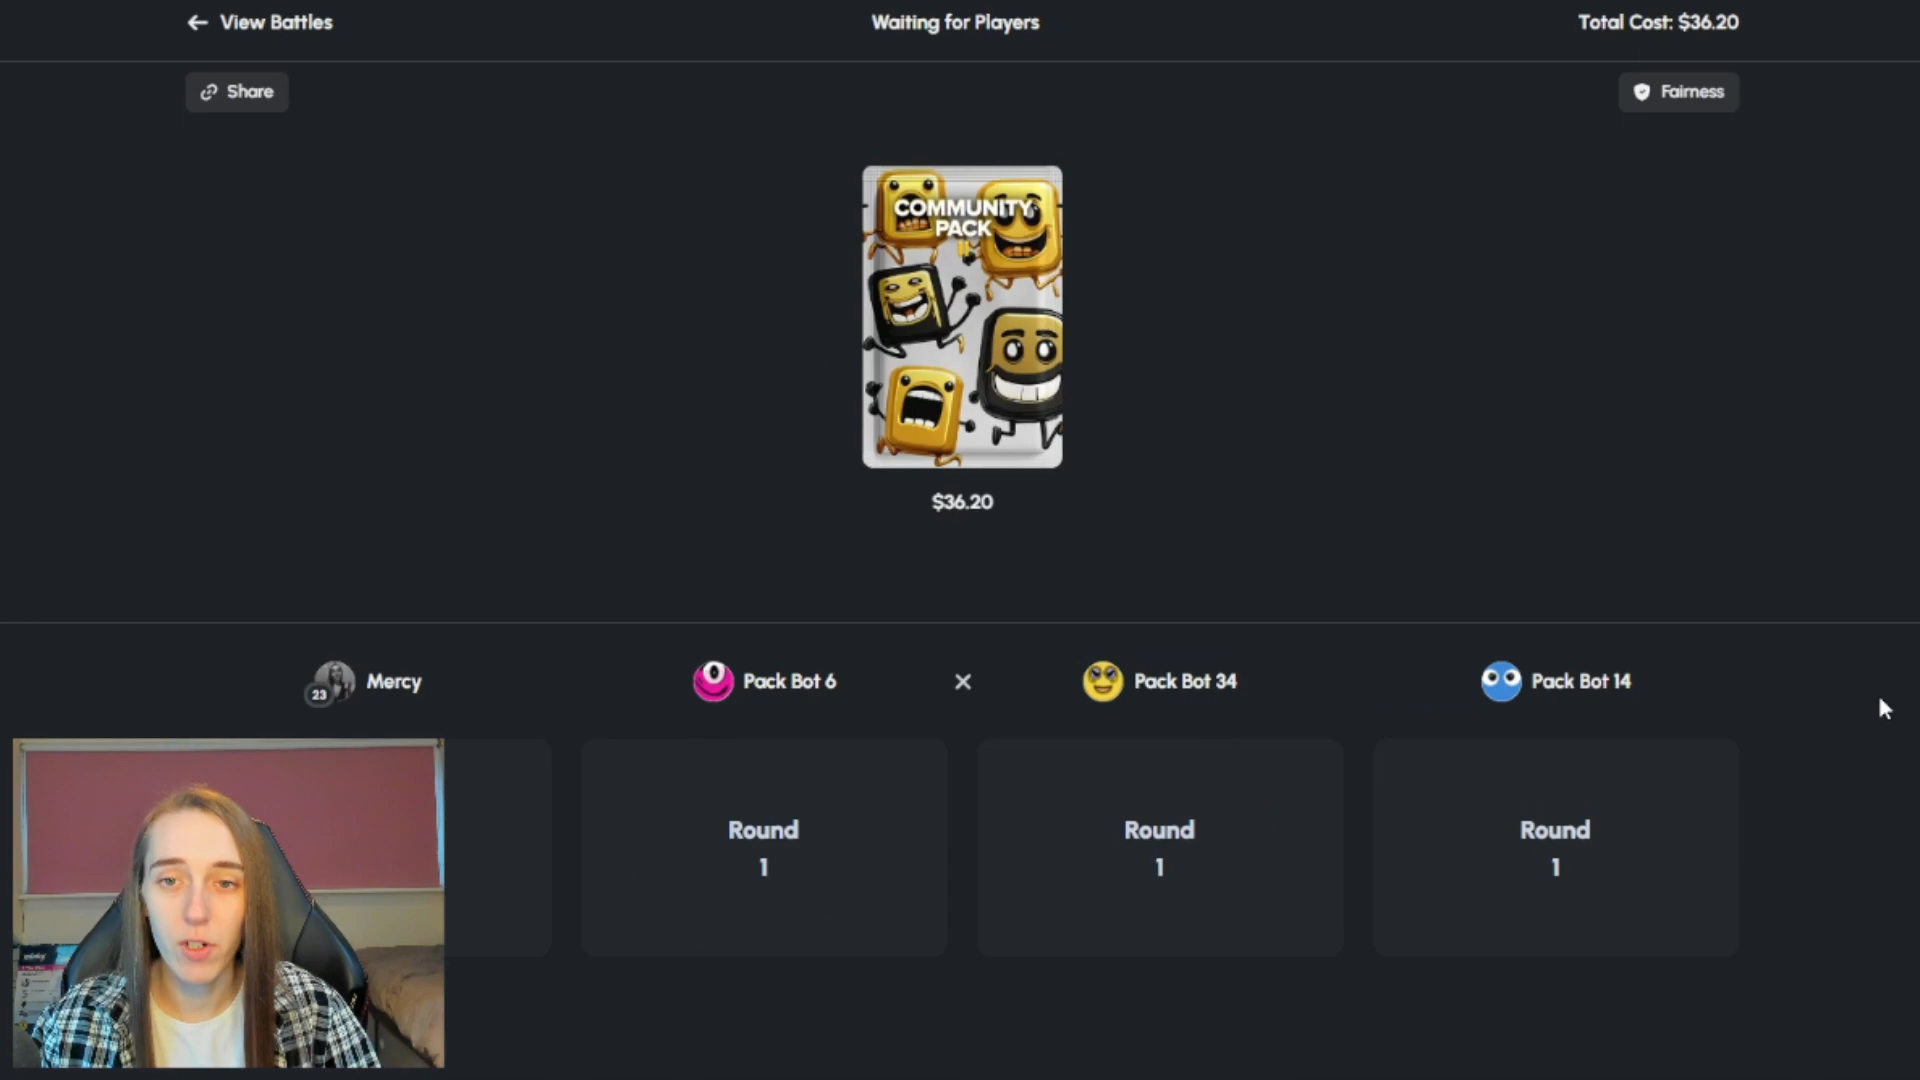 View Battles
Waiting for Players
Total Cost: $36.20
Share
Fairness
COMMUNITY
PACK
$36.20
23
Mercy
Pack Bot 6
Pack Bot 34
Pack Bot 14
Round
1
Round
1
Round
1